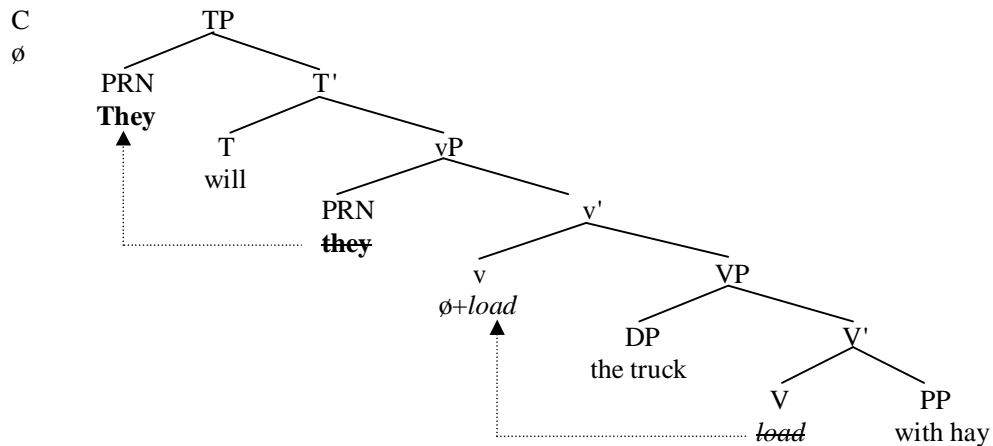 C TP
ø
PRN T'
They
T vP
will
PRN v'
they
v VP
ø+load
DP V'
the truck
V PP
load with hay